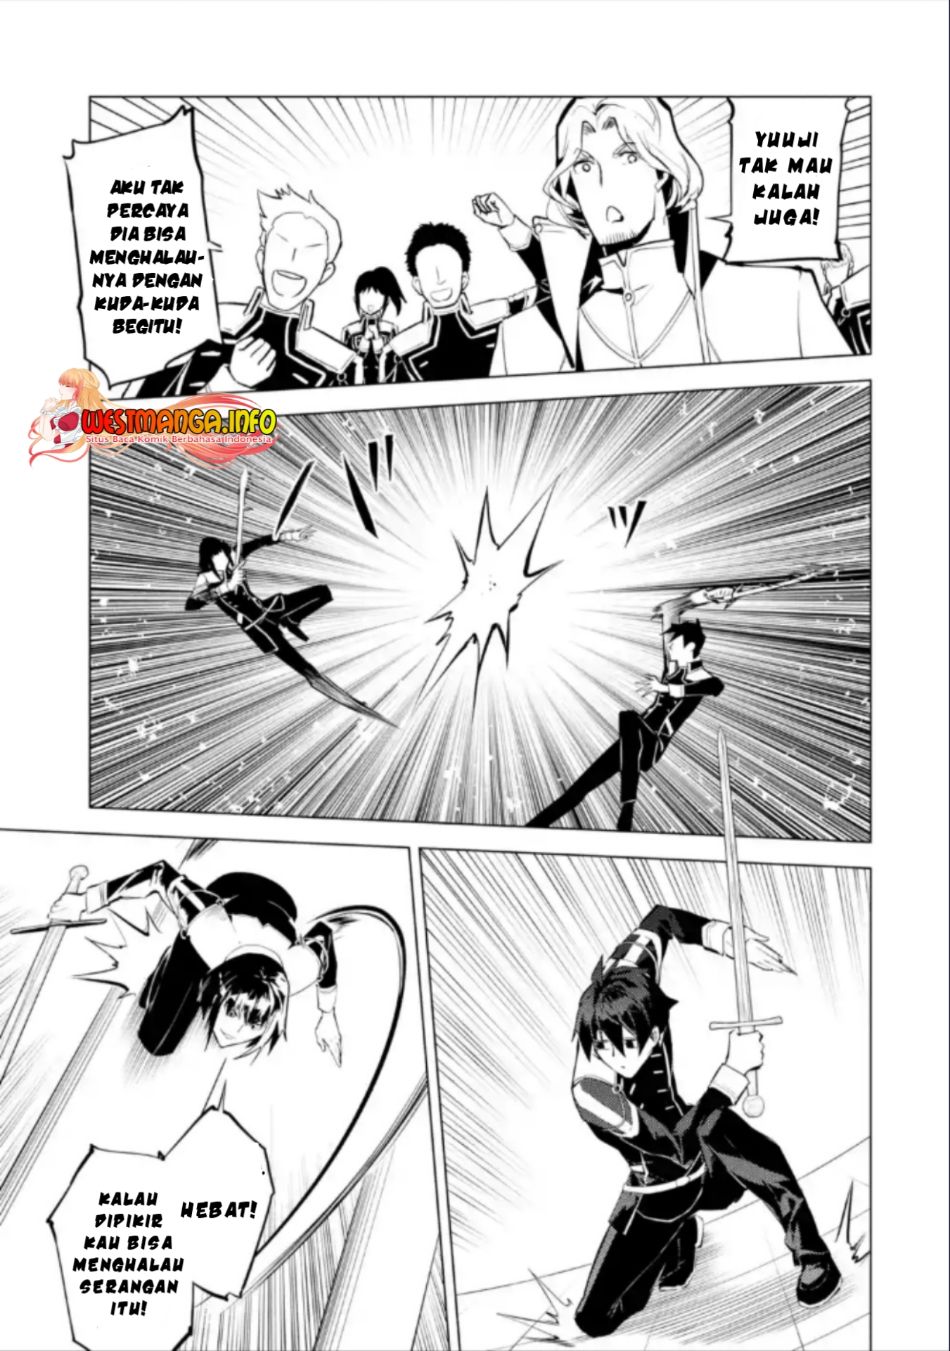 YUUJI
TAK MAU
KALAH
JUGA!
AKU TAK
PERCAYA
DIA BISA
MENGHALAU-
NYA DENGAN
KUDA-KUDA
BEGITU!
WESTMANGA.INFO
Situs Baca Komik Berbahasa Indonesia
HEBAT!
KALAU
DIPIKIR
KAU BISA
MENGHALAU
SERANGAN
ITU!